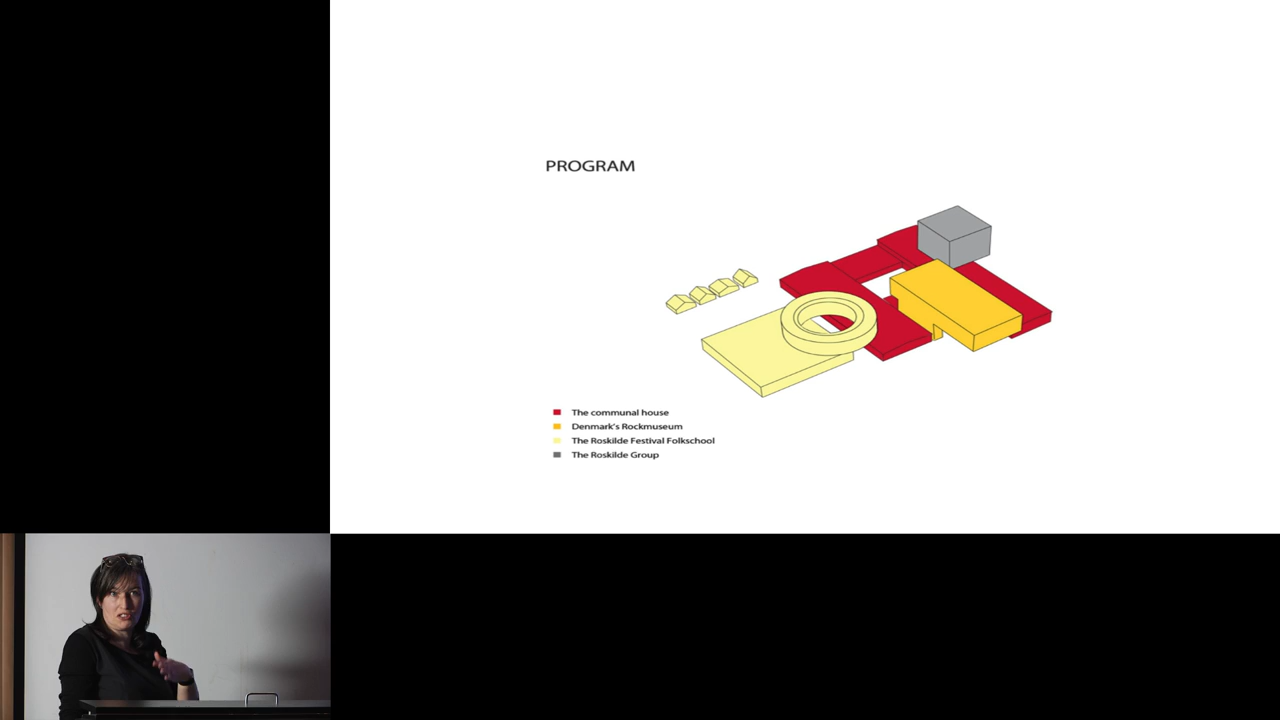 PROGRAM
The communal house
Denmark's Rockmuseum
The Roskilde Festival Folkschool
The Roskilde Group